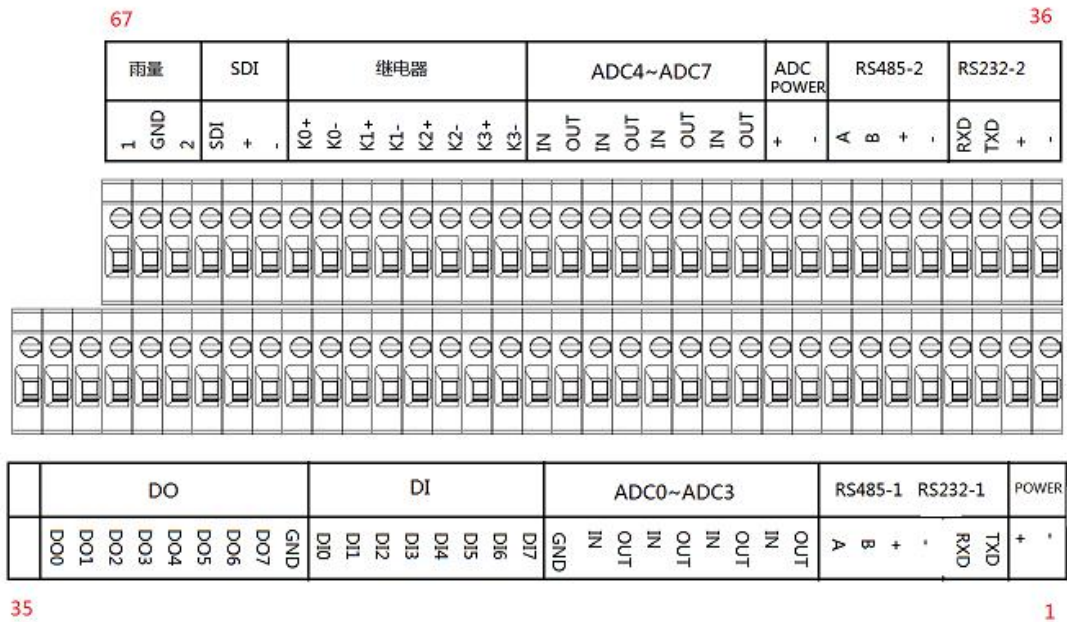 67 36
雨量 SDI 继电器 ADC4~ADC7 ADC POWER RS485-2 RS232-2
1 GND 2 SDI + - K0+ K0- K1+ K1- K2+ K2- K3+ K3- IN OUT IN OUT IN OUT IN OUT + - A B + - RXD TXD + -
DO DI ADC0~ADC3 RS485-1 RS232-1 POWER
DO0 DO1 DO2 DO3 DO4 DO5 DO6 DO7 GND DI0 DI1 DI2 DI3 DI4 DI5 DI6 DI7 GND IN OUT IN OUT IN OUT IN OUT A B + - RXD TXD + -
35 1